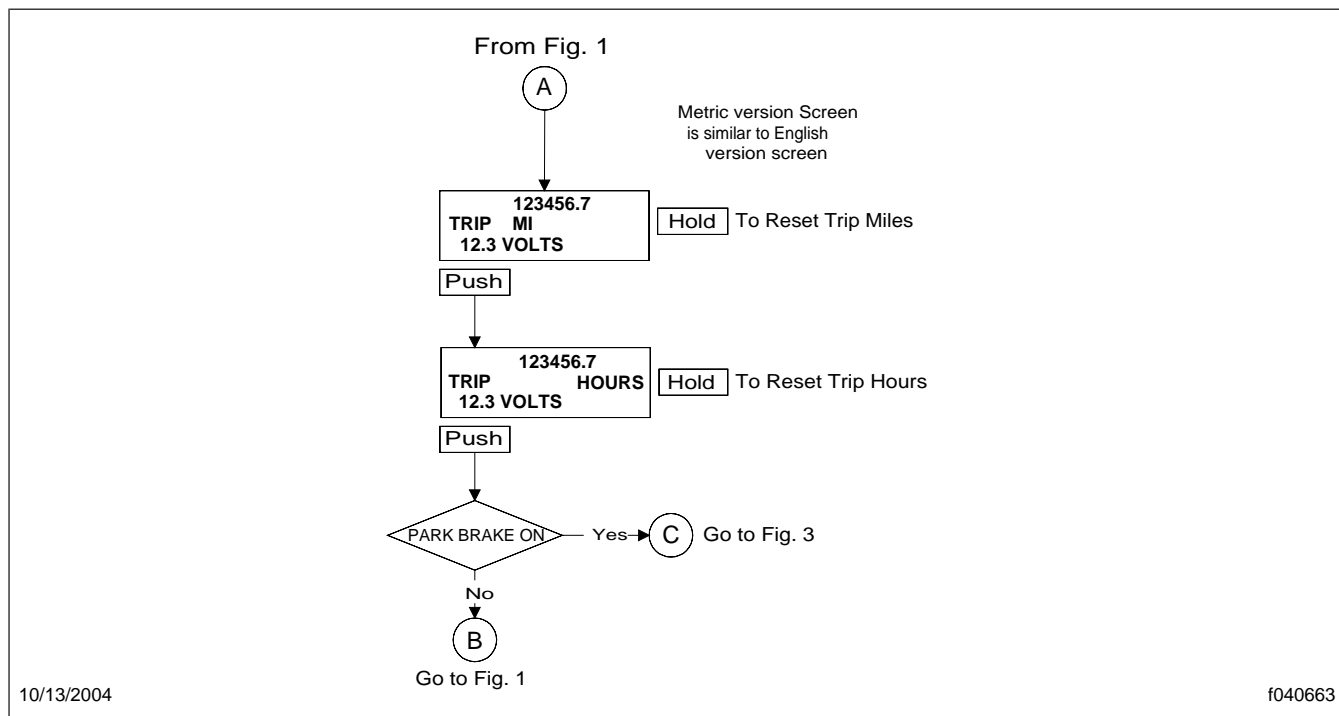 From Fig. 1
A
Metric version Screen
is similar to English
version screen
123456.7
TRIP MI
12.3 VOLTS
Hold To Reset Trip Miles
Push
123456.7
TRIP HOURS
12.3 VOLTS
Hold To Reset Trip Hours
Push
PARK BRAKE ON
Yes
C Go to Fig. 3
No
B
Go to Fig. 1
10/13/2004
f040663